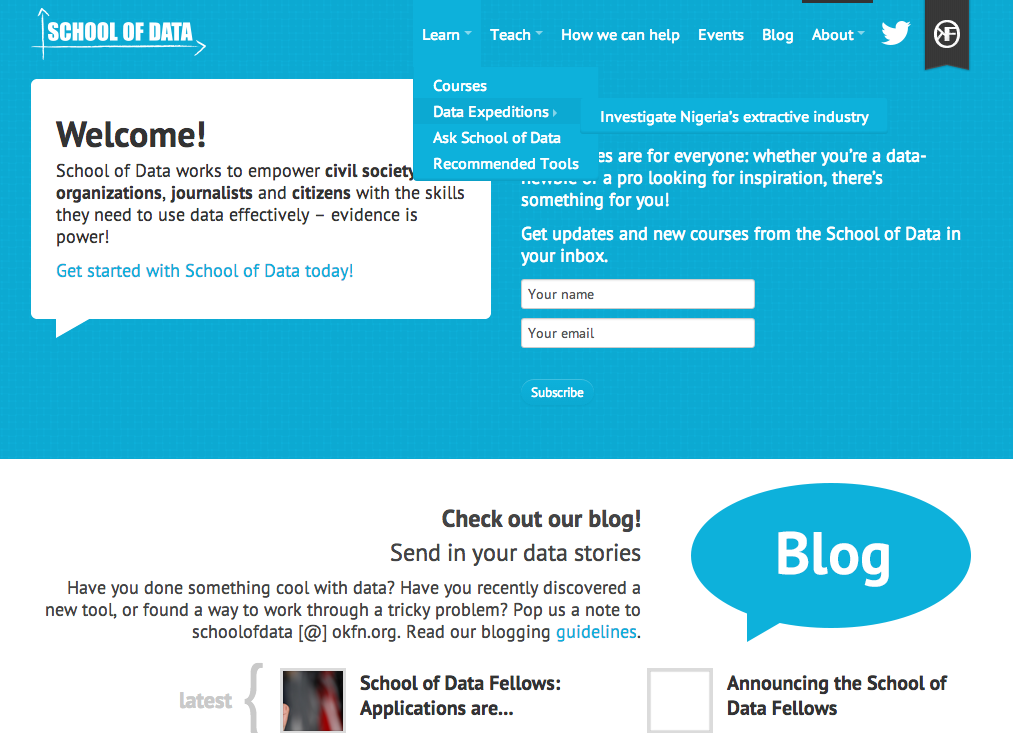 SCHOOL OF DATA
Learn Teach How we can help Events Blog About
Courses
Data Expeditions
Ask School of Data
Recommended Tools
Investigate Nigeria's extractive industry
Welcome!
School of Data works to empower civil society
organizations, journalists and citizens with the skills
they need to use data effectively – evidence is
power!
Get started with School of Data today!
es are for everyone: whether you're a data-
or a pro looking for inspiration, there's
something for you!
Get updates and new courses from the School of Data in
your inbox.
Your name
Your email
Subscribe
Check out our blog!
Send in your data stories
Have you done something cool with data? Have you recently discovered a
new tool, or found a way to work through a tricky problem? Pop us a note to
schoolofdata [@] okfn.org. Read our blogging guidelines.
Blog
latest
School of Data Fellows:
Applications are...
Announcing the School of
Data Fellows